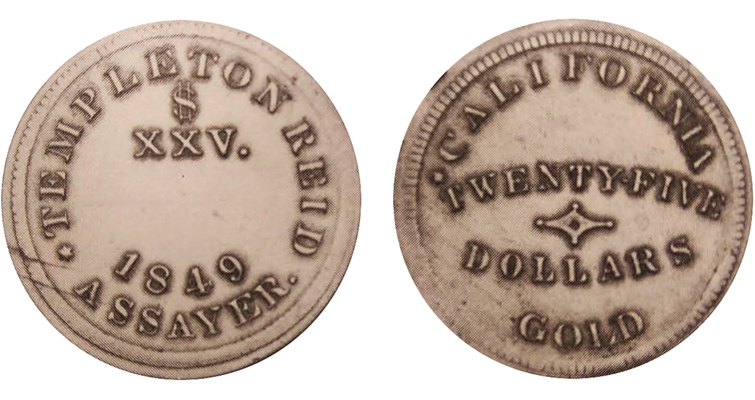 TEMPLETON REID
$
XXV.
1849
ASSAYER.
CALIFORNIA
TWENTY-FIVE
DOLLARS
GOLD